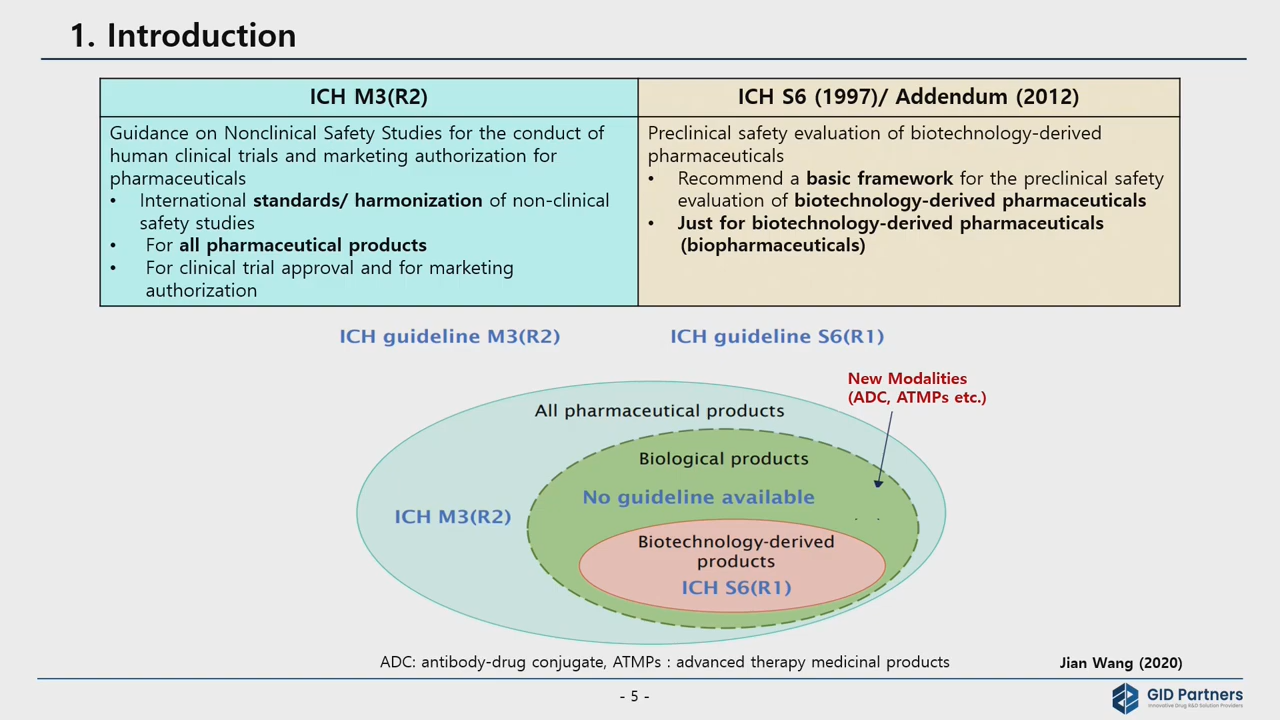 1. Introduction
ICH M3(R2)
Guidance on Nonclinical Safety Studies for the conduct of
human clinical trials and marketing authorization for
pharmaceuticals
• International standards/ harmonization of non-clinical
safety studies
• For all pharmaceutical products
• For clinical trial approval and for marketing
authorization
ICH S6 (1997)/ Addendum (2012)
Preclinical safety evaluation of biotechnology-derived
pharmaceuticals
• Recommend a basic framework for the preclinical safety
evaluation of biotechnology-derived pharmaceuticals
• Just for biotechnology-derived pharmaceuticals
(biopharmaceuticals)
ICH guideline M3(R2)
ICH guideline S6(R1)
New Modalities
(ADC, ATMPs etc.)
All pharmaceutical products
Biological products
No guideline available
ICH M3(R2)
Biotechnology-derived
products
ICH S6(R1)
ADC: antibody-drug conjugate, ATMPs : advanced therapy medicinal products
Jian Wang (2020)
- 5 -
GID Partners
Innovative Drug R&D Solution Providers